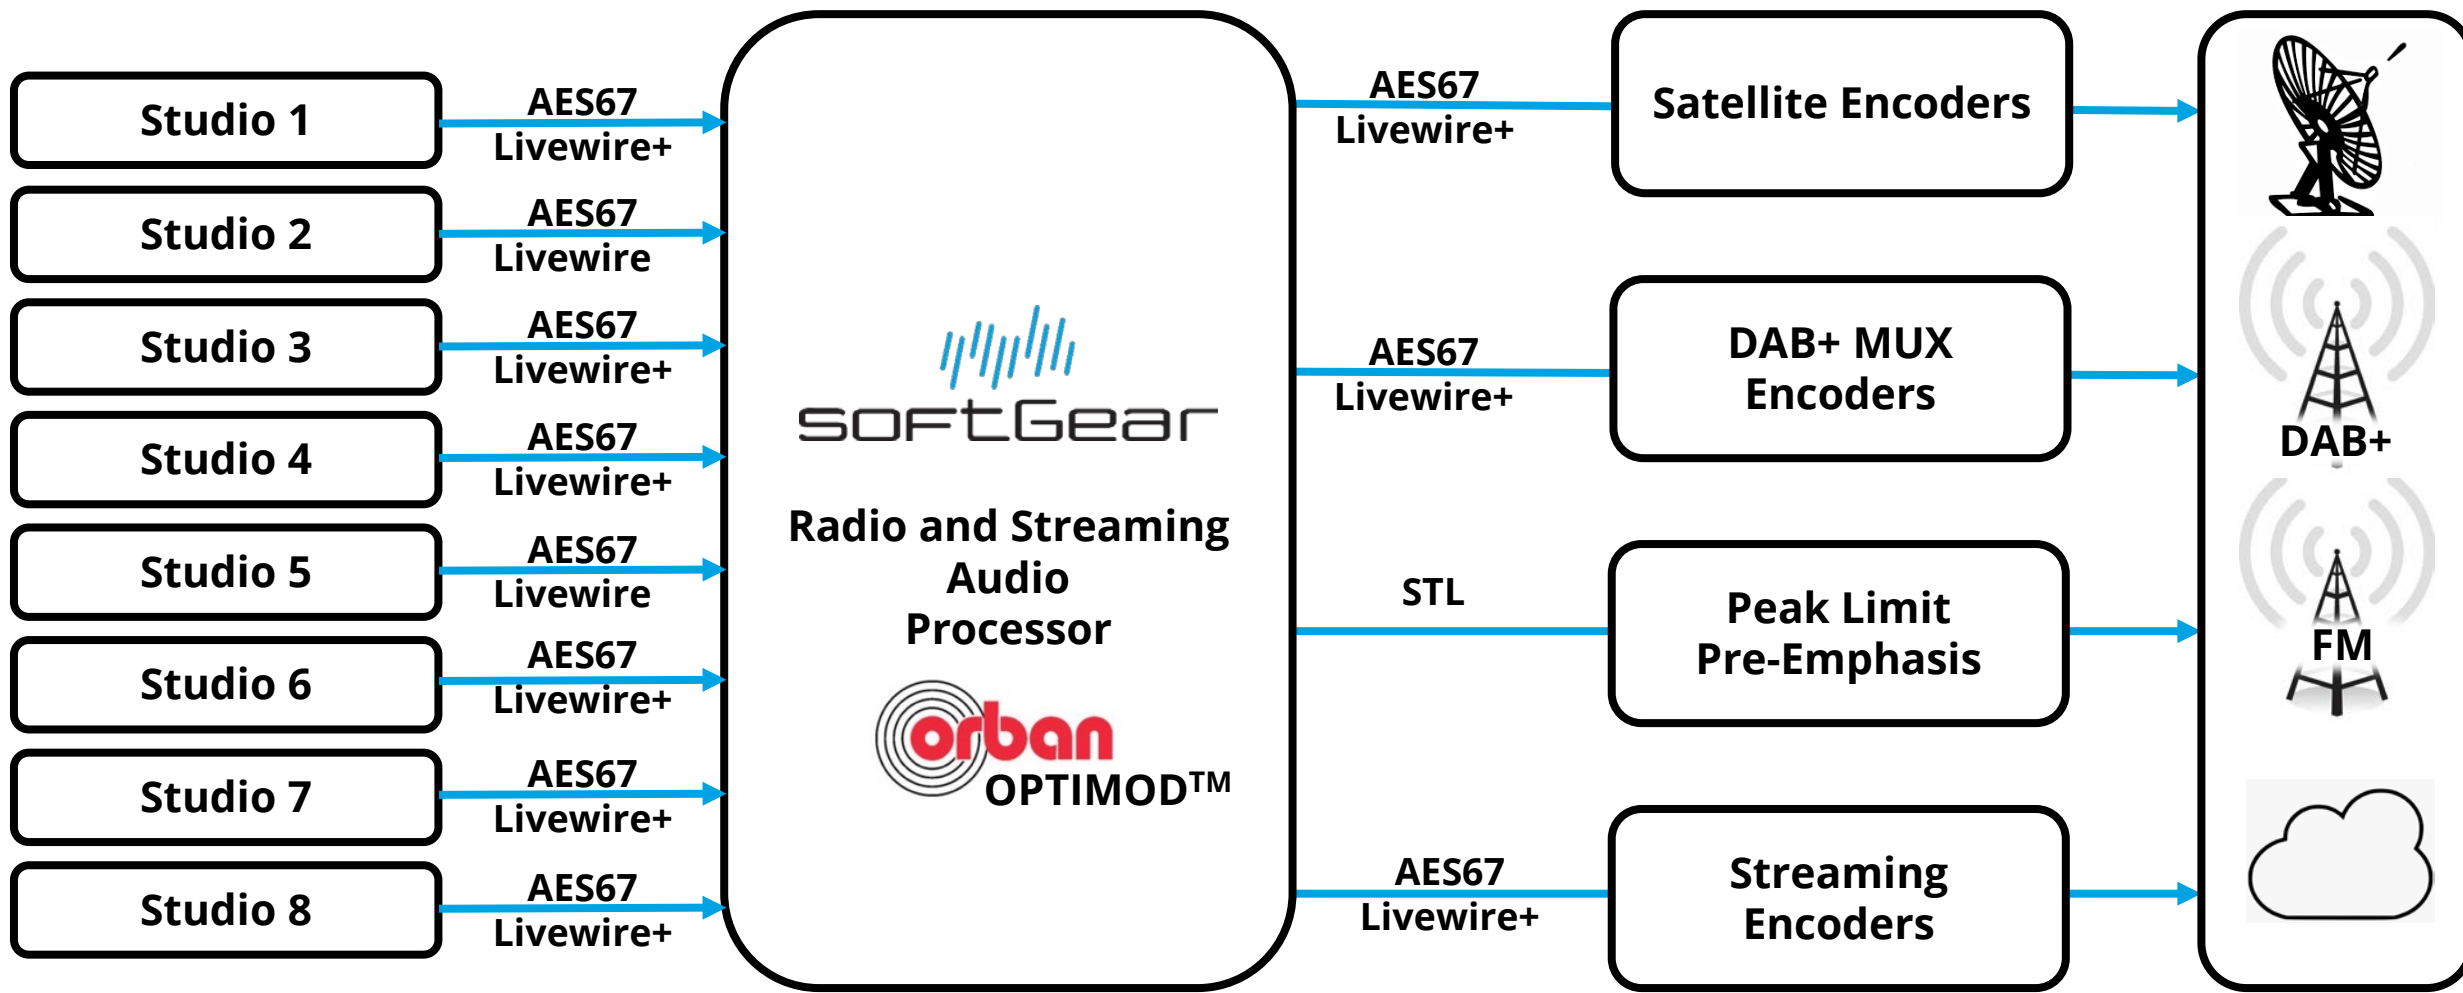 Studio 1
AES67
Livewire+
Studio 2
AES67
Livewire
Studio 3
AES67
Livewire+
Studio 4
AES67
Livewire+
Studio 5
AES67
Livewire
Studio 6
AES67
Livewire+
Studio 7
AES67
Livewire+
Studio 8
AES67
Livewire+
softGear
Radio and Streaming
Audio
Processor
orban
OPTIMOD™
AES67
Livewire+
Satellite Encoders
AES67
Livewire+
DAB+ MUX
Encoders
STL
Peak Limit
Pre-Emphasis
AES67
Livewire+
Streaming
Encoders
DAB+
FM